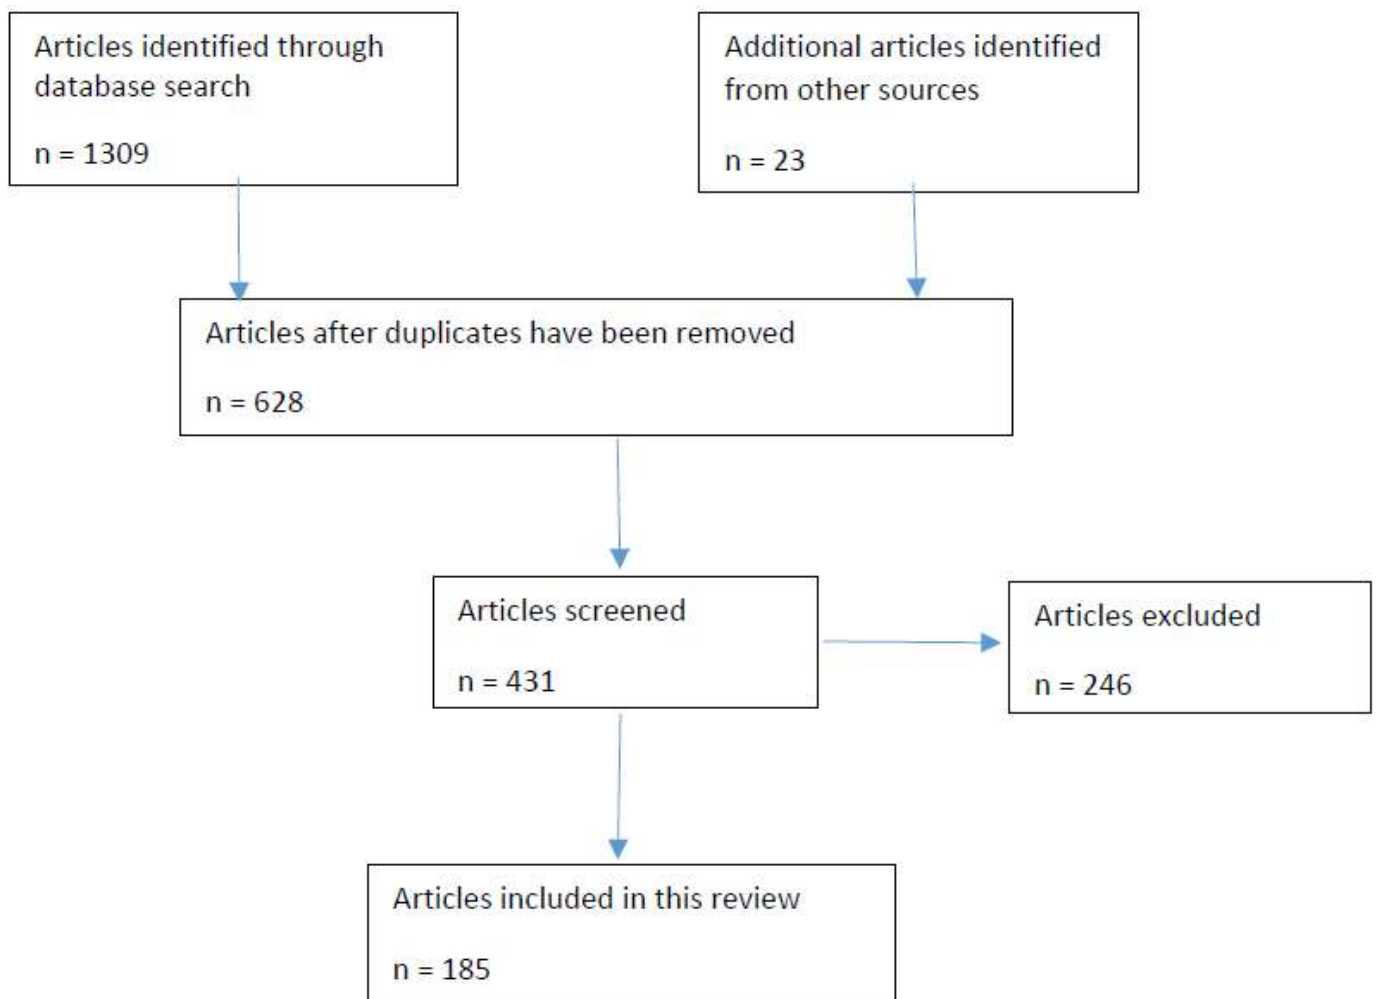 Articles identified through
database search
n = 1309
Additional articles identified
from other sources
n = 23
Articles after duplicates have been removed
n = 628
Articles screened
n = 431
Articles excluded
n = 246
Articles included in this review
n = 185